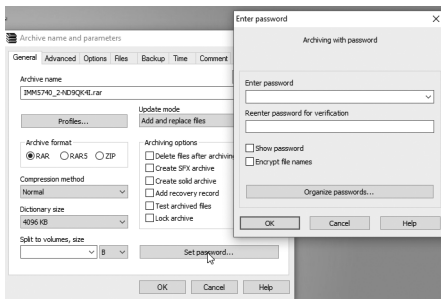 Archive name and parameters
General Advanced Options Files Backup Time Comment
Archive name
IMM5740_2-ND9QK4I.rar
Profiles...
Update mode
Add and replace files
Archive format
RAR RAR5 ZIP
Compression method
Normal
Dictionary size
4096 KB
Split to volumes, size
B
Archiving options
Delete files after archiving
Create SFX archive
Create solid archive
Add recovery record
Test archived files
Lock archive
Set password...
OK Cancel Help
Enter password
Archiving with password
Enter password
Reenter password for verification
Show password
Encrypt file names
Organize passwords...
OK Cancel Help